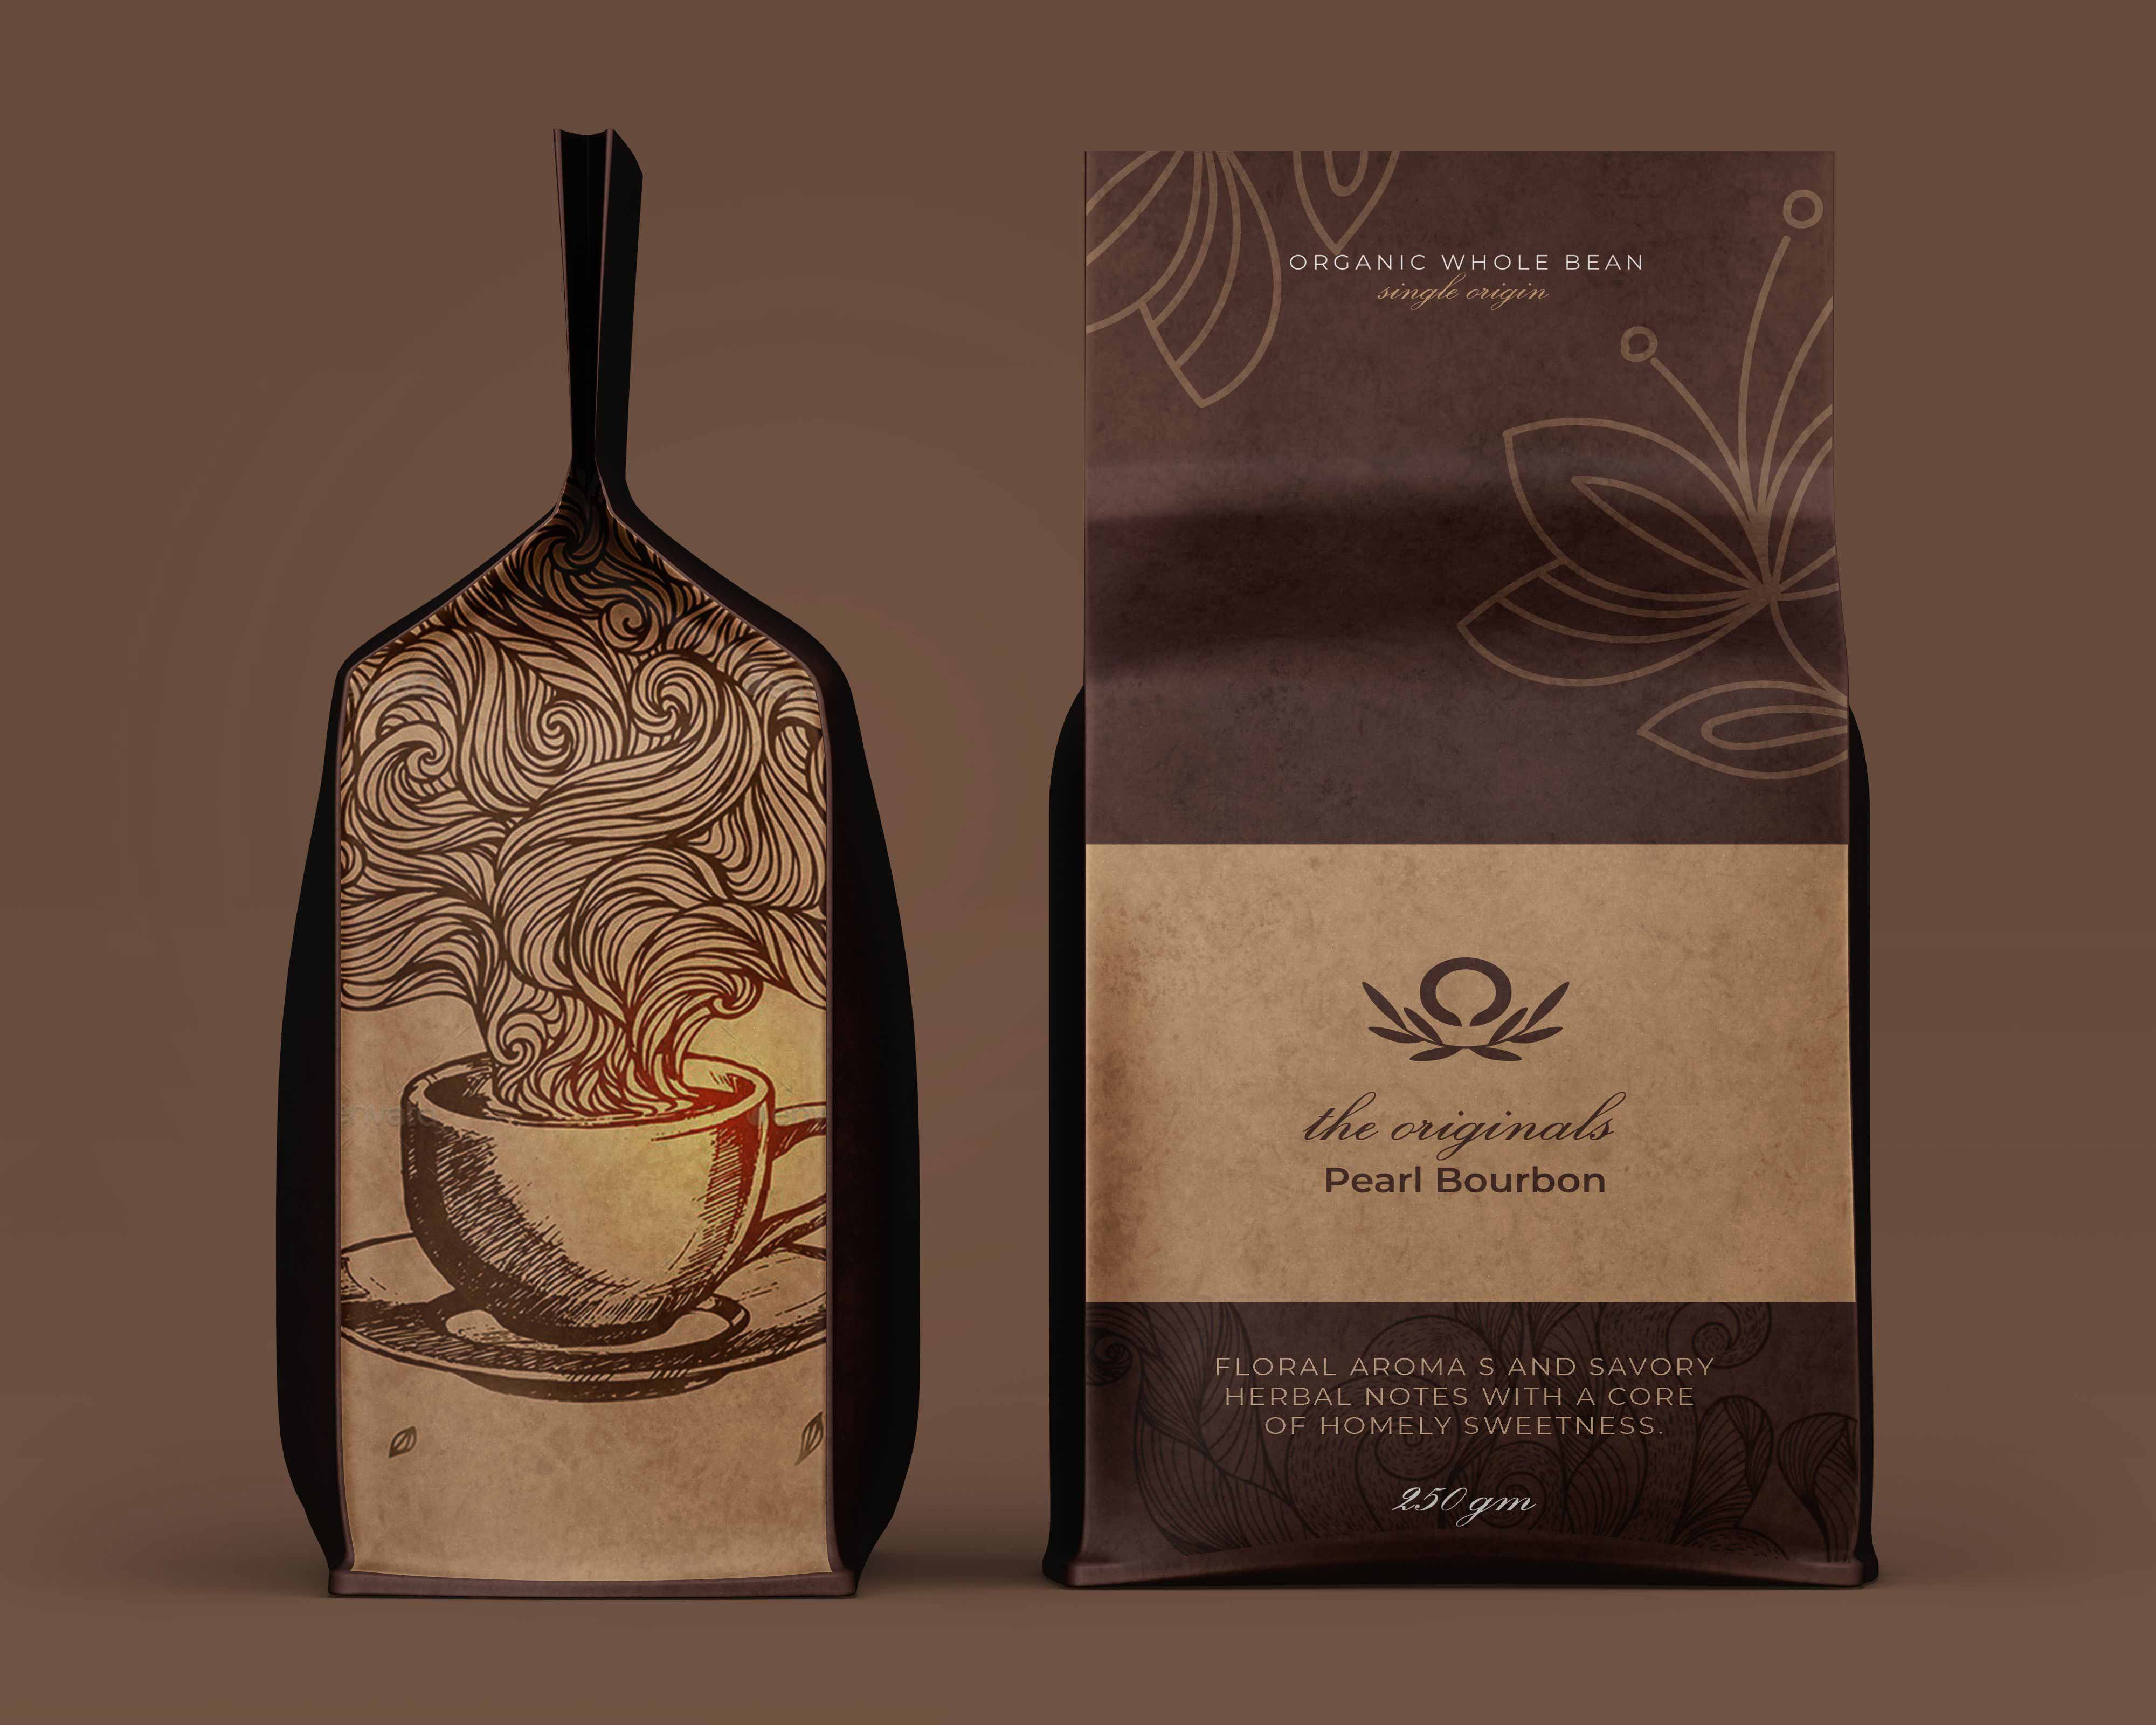 ORGANIC WHOLE BEAN
single origin
the originals
Pearl Bourbon
FLORAL AROMA S AND SAVORY
HERBAL NOTES WITH A CORE
OF HOMELY SWEETNESS.
250 gm